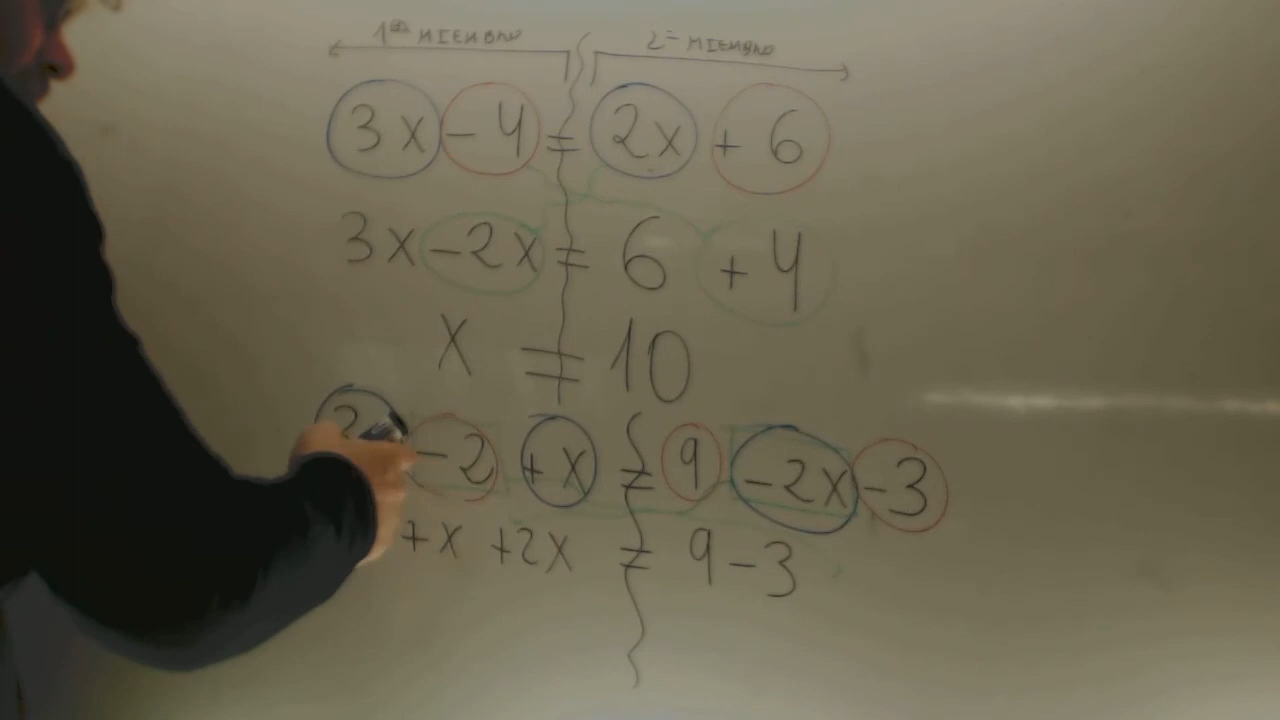 1er MIEMBRO 2º MIEMBRO
3x - 4 = 2x + 6
3x - 2x = 6 + 4
x = 10
- 2 + x = 9 - 2x - 3
+ x + 2x = 9 - 3